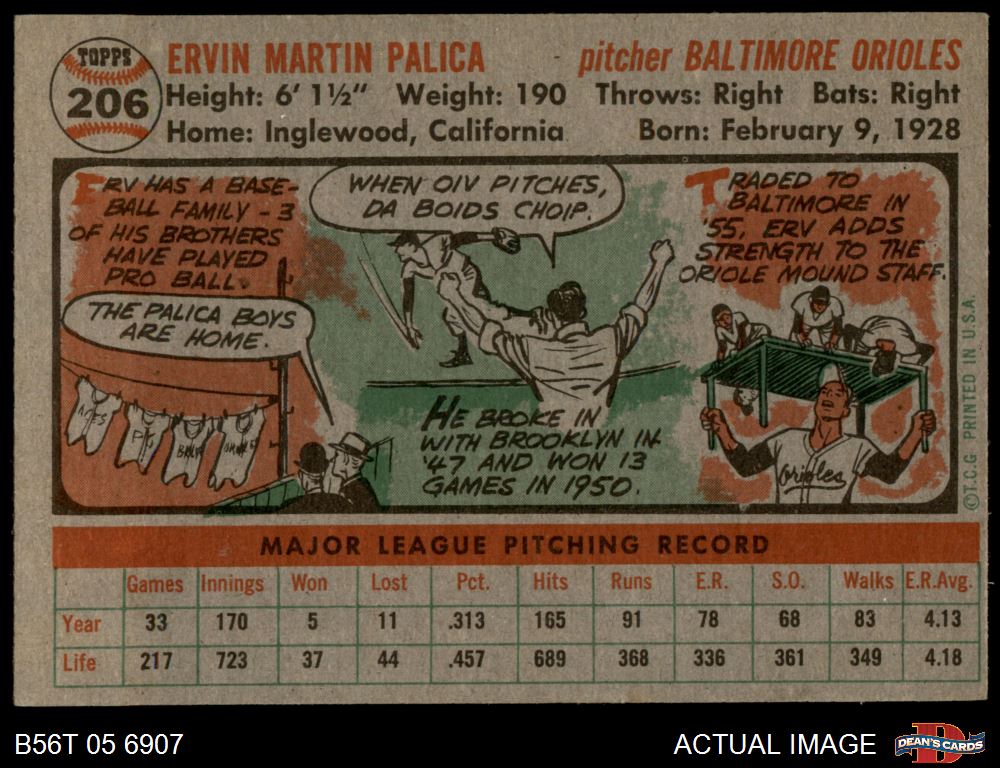 TOPPS
206
ERVIN MARTIN PALICA
pitcher BALTIMORE ORIOLES
Height: 6' 1½" Weight: 190 Throws: Right Bats: Right
Home: Inglewood, California Born: February 9, 1928
ERV HAS A BASE-
BALL FAMILY - 3
OF HIS BROTHERS
HAVE PLAYED
PRO BALL.
THE PALICA BOYS
ARE HOME.
ACES
PTS
WHEN OIV PITCHES,
DA BOIDS CHOIP.
HE BROKE IN
WITH BROOKLYN IN
'47 AND WON 13
GAMES IN 1950.
TRADED TO
BALTIMORE IN
'55, ERV ADDS
STRENGTH TO THE
ORIOLE MOUND STAFF.
Orioles
©T.C.G. PRINTED IN U.S.A.
MAJOR LEAGUE PITCHING RECORD
Games Innings Won Lost Pct. Hits Runs E.R. S.O. Walks E.R.Avg.
Year 33 170 5 11 .313 165 91 78 68 83 4.13
Life 217 723 37 44 .457 689 368 336 361 349 4.18
B56T 05 6907
ACTUAL IMAGE
D
DEAN'S CARDS